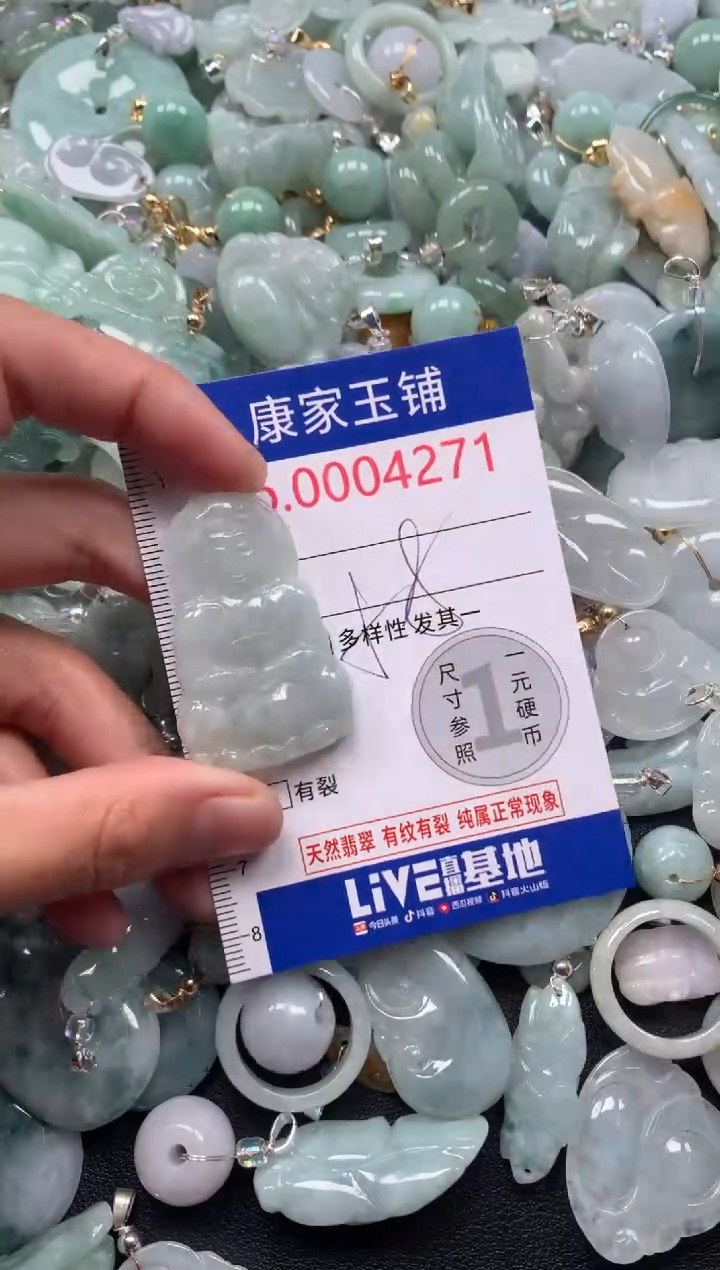 康家玉铺
.0004271
多样性 发其一
尺寸参照
1
一元硬币
有裂
天然翡翠 有纹有裂 纯属正常现象
LiVE直播基地
今日头条 抖音 西瓜视频 抖音火山版
7
8